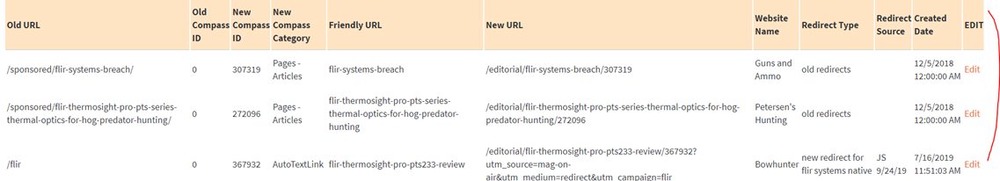 Old URL Old Compass ID New Compass ID New Compass Category Friendly URL New URL Website Name Redirect Type Redirect Source Created Date EDIT
/sponsored/flir-systems-breach/ 0 307319 Pages - Articles flir-systems-breach /editorial/flir-systems-breach/307319 Guns and Ammo old redirects 12/5/2018 12:00:00 AM Edit
/sponsored/flir-thermosight-pro-pts-series-thermal-optics-for-hog-predator-hunting/ 0 272096 Pages - Articles flir-thermosight-pro-pts-series-thermal-optics-for-hog-predator-hunting /editorial/flir-thermosight-pro-pts-series-thermal-optics-for-hog-predator-hunting/272096 Petersen's Hunting old redirects 12/5/2018 12:00:00 AM Edit
/flir 0 367932 AutoTextLink flir-thermosight-pro-pts233-review /editorial/flir-thermosight-pro-pts233-review/367932?utm_source=mag-on-air&utm_medium=redirect&utm_campaign=flir Bowhunter new redirect for flir systems native JS 9/24/19 7/16/2019 11:51:03 AM Edit